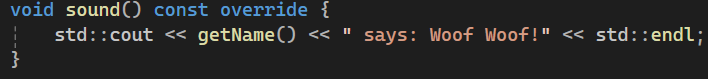 void sound() const override {
    std::cout << getName() << " says: Woof Woof!" << std::endl;
}